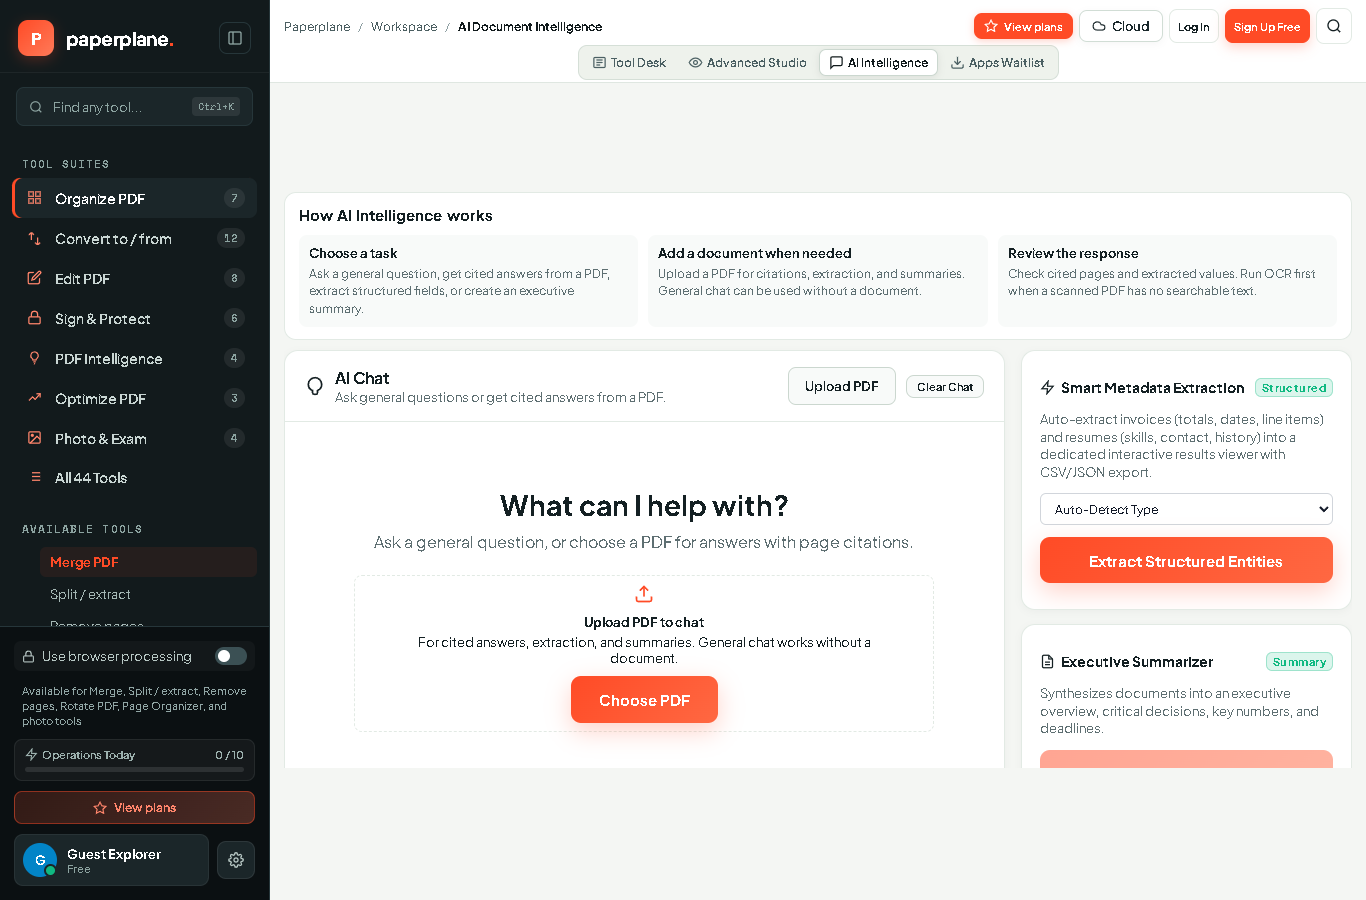 P paperplane.
Find any tool... Ctrl+K
TOOL SUITES
Organize PDF 7
Convert to / from 12
Edit PDF 8
Sign & Protect 6
PDF Intelligence 4
Optimize PDF 3
Photo & Exam 4
All 44 Tools
AVAILABLE TOOLS
Merge PDF
Split / extract
Remove pages
Use browser processing
Available for Merge, Split / extract, Remove
pages, Rotate PDF, Page Organizer, and
photo tools
Operations Today 0 / 10
View plans
G Guest Explorer
Free
Paperplane / Workspace / AI Document Intelligence
View plans Cloud Log In Sign Up Free
Tool Desk Advanced Studio AI Intelligence Apps Waitlist
How AI Intelligence works
Choose a task
Ask a general question, get cited answers from a PDF,
extract structured fields, or create an executive
summary.
Add a document when needed
Upload a PDF for citations, extraction, and summaries.
General chat can be used without a document.
Review the response
Check cited pages and extracted values. Run OCR first
when a scanned PDF has no searchable text.
AI Chat
Ask general questions or get cited answers from a PDF.
Upload PDF Clear Chat
What can I help with?
Ask a general question, or choose a PDF for answers with page citations.
Upload PDF to chat
For cited answers, extraction, and summaries. General chat works without a
document.
Choose PDF
Smart Metadata Extraction Structured
Auto-extract invoices (totals, dates, line items)
and resumes (skills, contact, history) into a
dedicated interactive results viewer with
CSV/JSON export.
Auto-Detect Type
Extract Structured Entities
Executive Summarizer Summary
Synthesizes documents into an executive
overview, critical decisions, key numbers, and
deadlines.